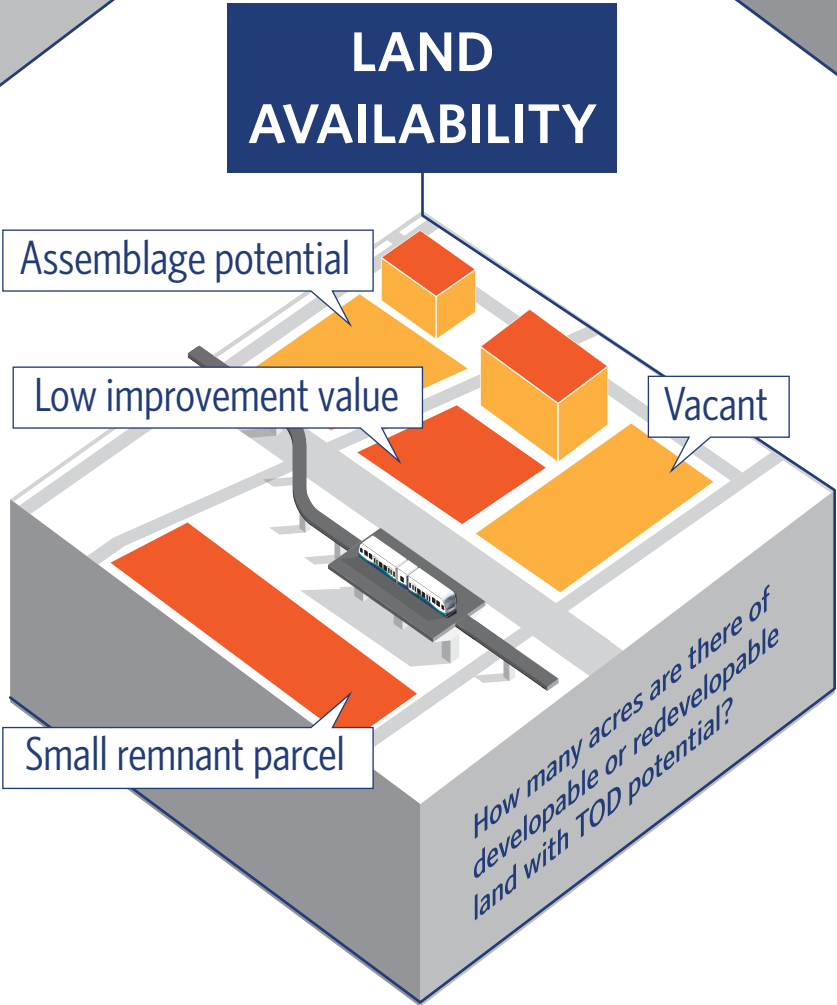 LAND
AVAILABILITY
Assemblage potential
Low improvement value
Vacant
Small remnant parcel
How many acres are there of
developable or redevelopable
land with TOD potential?